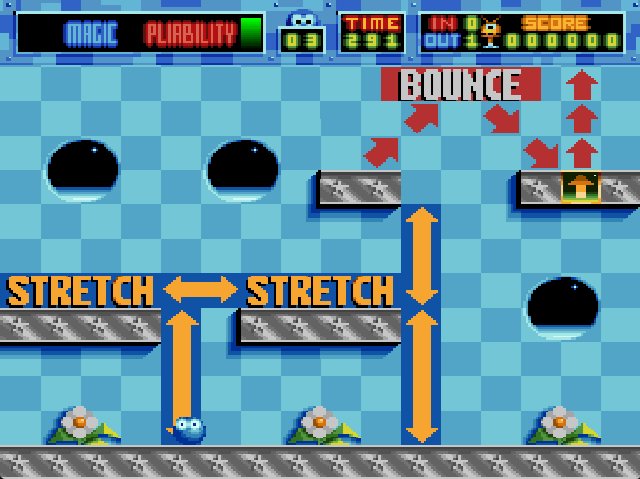 MAGIC PLIABILITY 03 TIME 291 IN 0 OUT 1 SCORE 000000
BOUNCE
STRETCH STRETCH